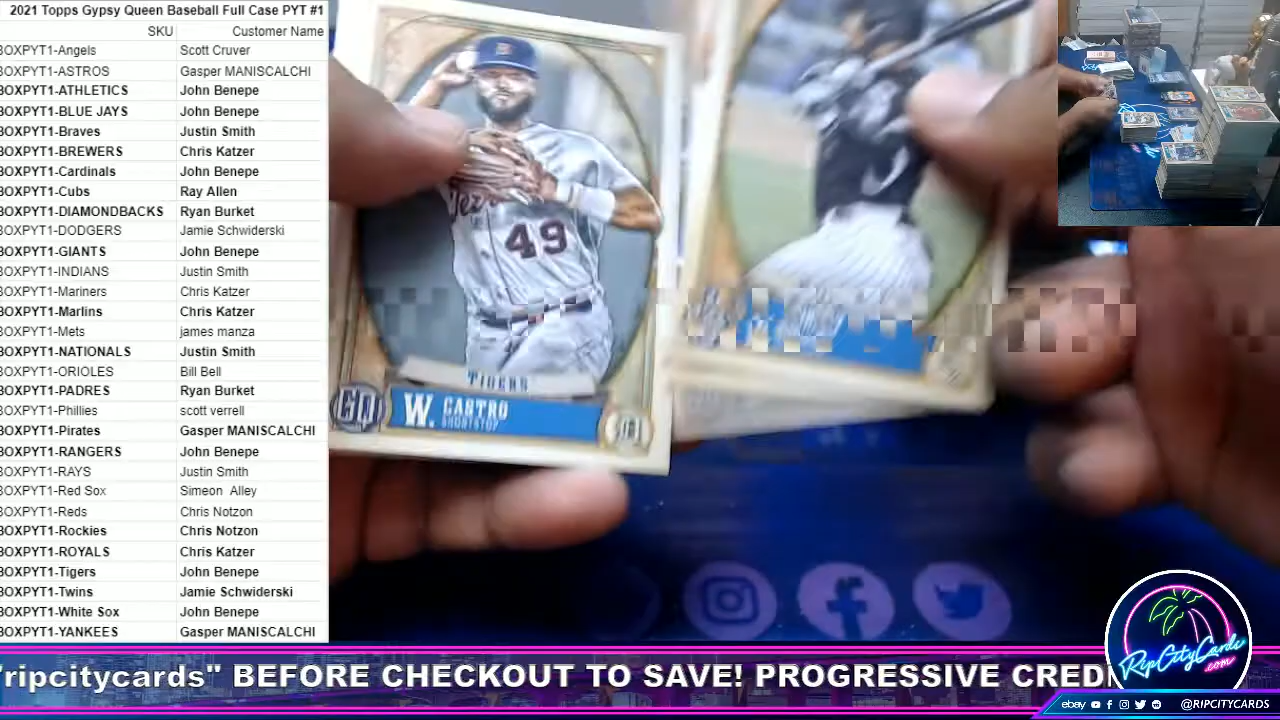 2021 Topps Gypsy Queen Baseball Full Case PYT #1
SKU Customer Name
BOXPYT1-Angels Scott Cruver
BOXPYT1-ASTROS Gasper MANISCALCHI
BOXPYT1-ATHLETICS John Benepe
BOXPYT1-BLUE JAYS John Benepe
BOXPYT1-Braves Justin Smith
BOXPYT1-BREWERS Chris Katzer
BOXPYT1-Cardinals John Benepe
BOXPYT1-Cubs Ray Allen
BOXPYT1-DIAMONDBACKS Ryan Burket
BOXPYT1-DODGERS Jamie Schwiderski
BOXPYT1-GIANTS John Benepe
BOXPYT1-INDIANS Justin Smith
BOXPYT1-Mariners Chris Katzer
BOXPYT1-Marlins Chris Katzer
BOXPYT1-Mets james manza
BOXPYT1-NATIONALS Justin Smith
BOXPYT1-ORIOLES Bill Bell
BOXPYT1-PADRES Ryan Burket
BOXPYT1-Phillies scott verrell
BOXPYT1-Pirates Gasper MANISCALCHI
BOXPYT1-RANGERS John Benepe
BOXPYT1-RAYS Justin Smith
BOXPYT1-Red Sox Simeon Alley
BOXPYT1-Reds Chris Notzon
BOXPYT1-Rockies Chris Notzon
BOXPYT1-ROYALS Chris Katzer
BOXPYT1-Tigers John Benepe
BOXPYT1-Twins Jamie Schwiderski
BOXPYT1-White Sox John Benepe
BOXPYT1-YANKEES Gasper MANISCALCHI
49
TIGERS
GQ W. CASTRO
SHORTSTOP
RipCityCards
.com
"ripcitycards" BEFORE CHECKOUT TO SAVE! PROGRESSIVE CREDI
ebay @RIPCITYCARDS